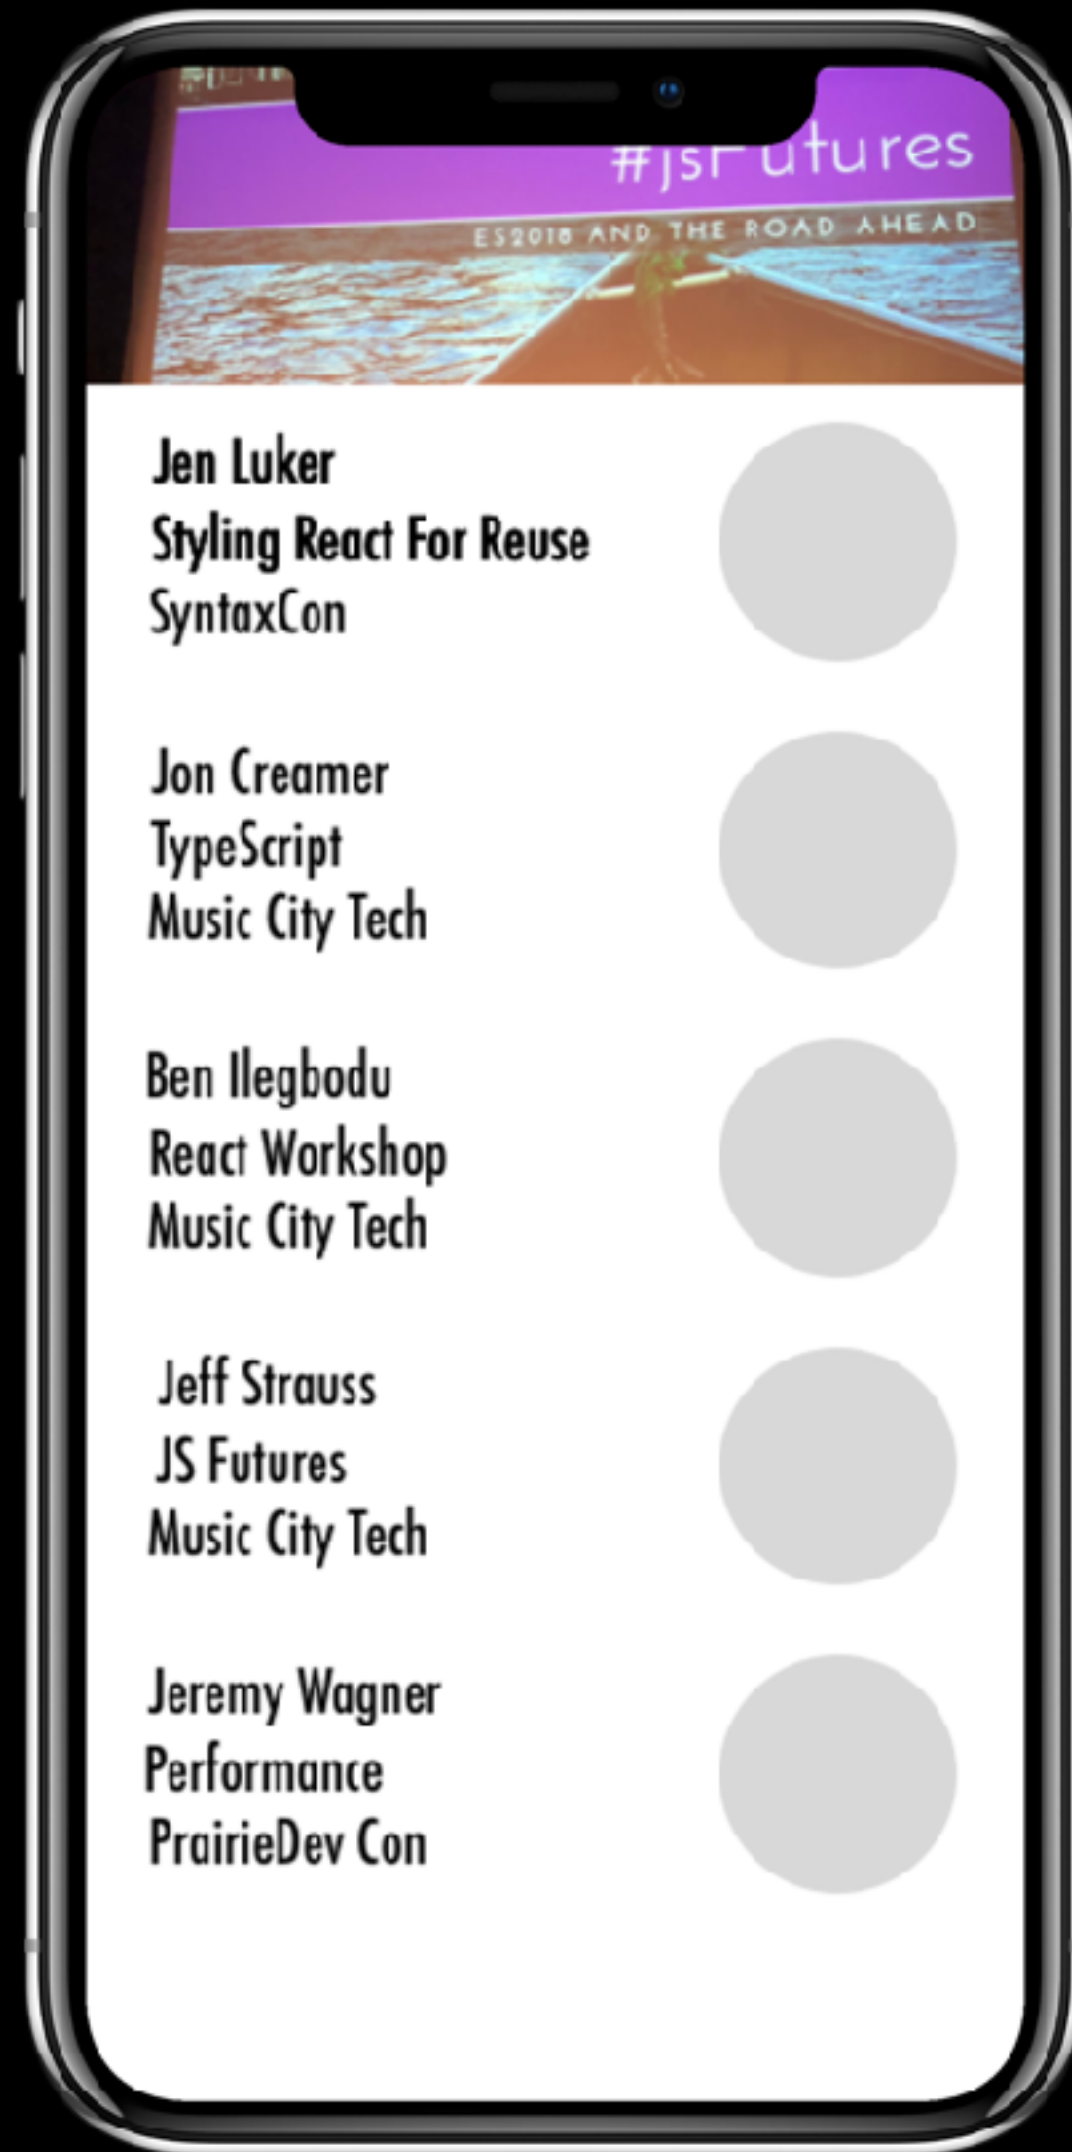 #jsFutures
ES2018 AND THE ROAD AHEAD
Jen Luker
Styling React For Reuse
SyntaxCon
Jon Creamer
TypeScript
Music City Tech
Ben Ilegbodu
React Workshop
Music City Tech
Jeff Strauss
JS Futures
Music City Tech
Jeremy Wagner
Performance
PrairieDev Con